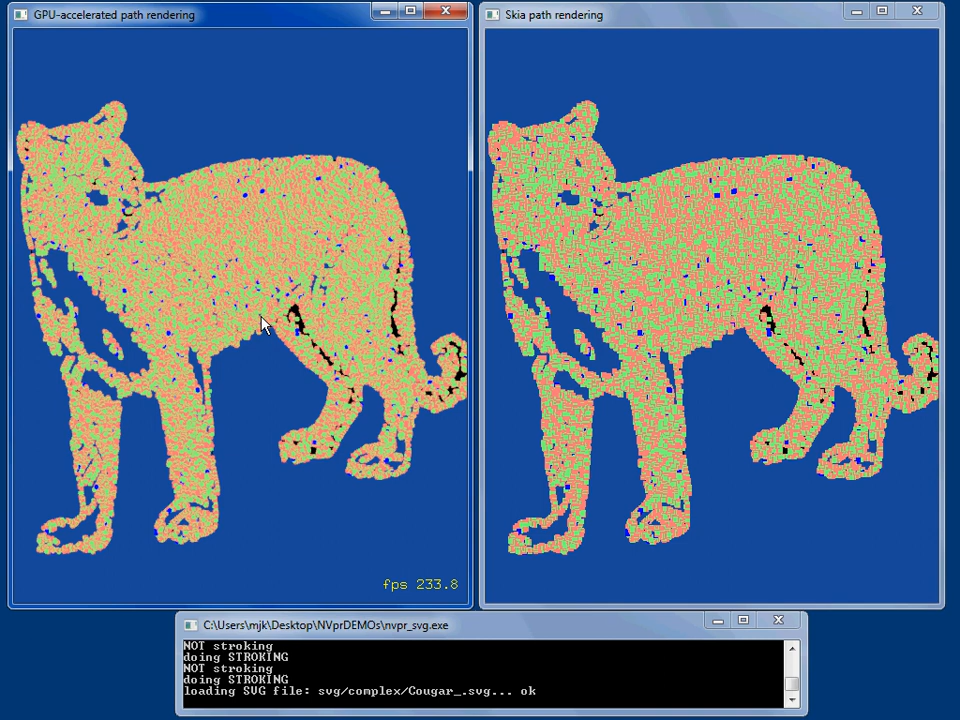 GPU-accelerated path rendering
Skia path rendering
fps 233.8
C:\Users\mjk\Desktop\NVprDEMOs\nvpr_svg.exe
NOT stroking
doing STROKING
NOT stroking
doing STROKING
loading SVG file: svg/complex/Cougar_.svg... ok